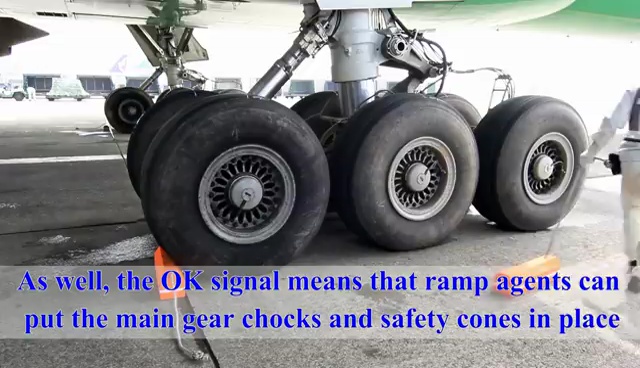 As well, the OK signal means that ramp agents can
put the main gear chocks and safety cones in place